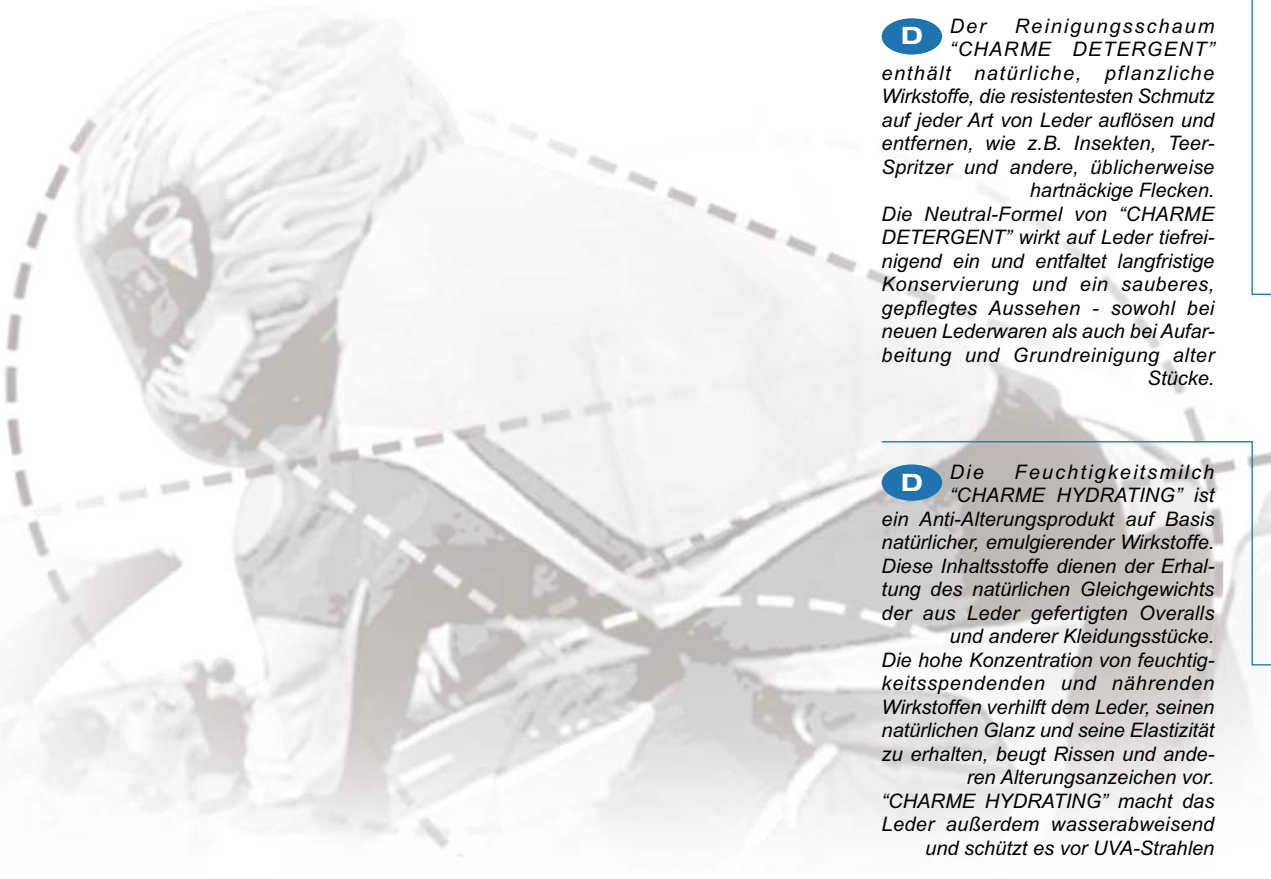 D Der Reinigungsschaum
“CHARME DETERGENT”
enthält natürliche, pflanzliche
Wirkstoffe, die resistentesten Schmutz
auf jeder Art von Leder auflösen und
entfernen, wie z.B. Insekten, Teer-
Spritzer und andere, üblicherweise
hartnäckige Flecken.
Die Neutral-Formel von “CHARME
DETERGENT” wirkt auf Leder tiefrei-
nigend ein und entfaltet langfristige
Konservierung und ein sauberes,
gepflegtes Aussehen - sowohl bei
neuen Lederwaren als auch bei Aufar-
beitung und Grundreinigung alter
Stücke.
D Die Feuchtigkeitsmilch
“CHARME HYDRATING” ist
ein Anti-Alterungsprodukt auf Basis
natürlicher, emulgierender Wirkstoffe.
Diese Inhaltsstoffe dienen der Erhal-
tung des natürlichen Gleichgewichts
der aus Leder gefertigten Overalls
und anderer Kleidungsstücke.
Die hohe Konzentration von feuchtig-
keitsspendenden und nährenden
Wirkstoffen verhilft dem Leder, seinen
natürlichen Glanz und seine Elastizität
zu erhalten, beugt Rissen und ande-
ren Alterungsanzeichen vor.
“CHARME HYDRATING” macht das
Leder außerdem wasserabweisend
und schützt es vor UVA-Strahlen